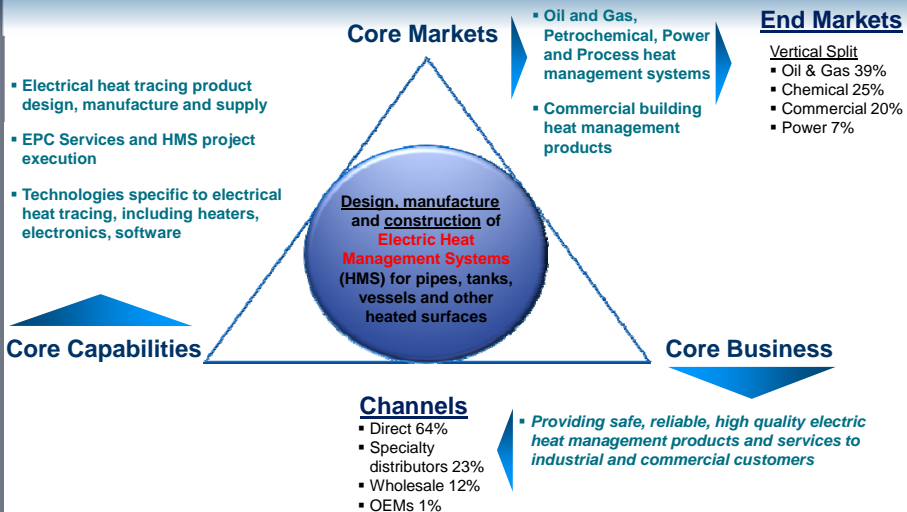 Core Markets
▪ Oil and Gas,
Petrochemical, Power
and Process heat
management systems
▪ Commercial building
heat management
products
End Markets
Vertical Split
▪ Oil & Gas 39%
▪ Chemical 25%
▪ Commercial 20%
▪ Power 7%
▪ Electrical heat tracing product
design, manufacture and supply
▪ EPC Services and HMS project
execution
▪ Technologies specific to electrical
heat tracing, including heaters,
electronics, software
Design, manufacture
and construction of
Electric Heat
Management Systems
(HMS) for pipes, tanks,
vessels and other
heated surfaces
Core Capabilities
Core Business
Channels
▪ Direct 64%
▪ Specialty
distributors 23%
▪ Wholesale 12%
▪ OEMs 1%
▪ Providing safe, reliable, high quality electric
heat management products and services to
industrial and commercial customers